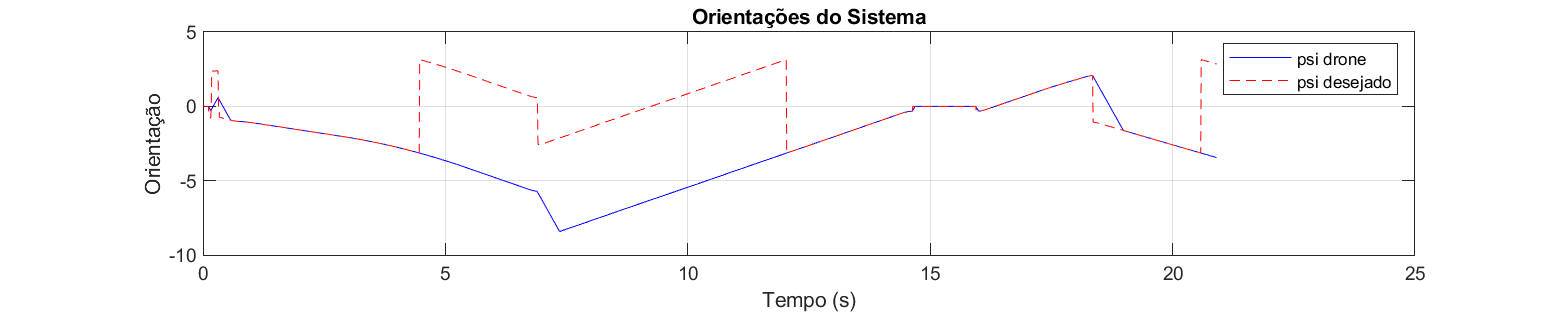 Orientações do Sistema
psi drone
psi desejado
Orientação
5
0
-5
-10
0 5 10 15 20 25
Tempo (s)